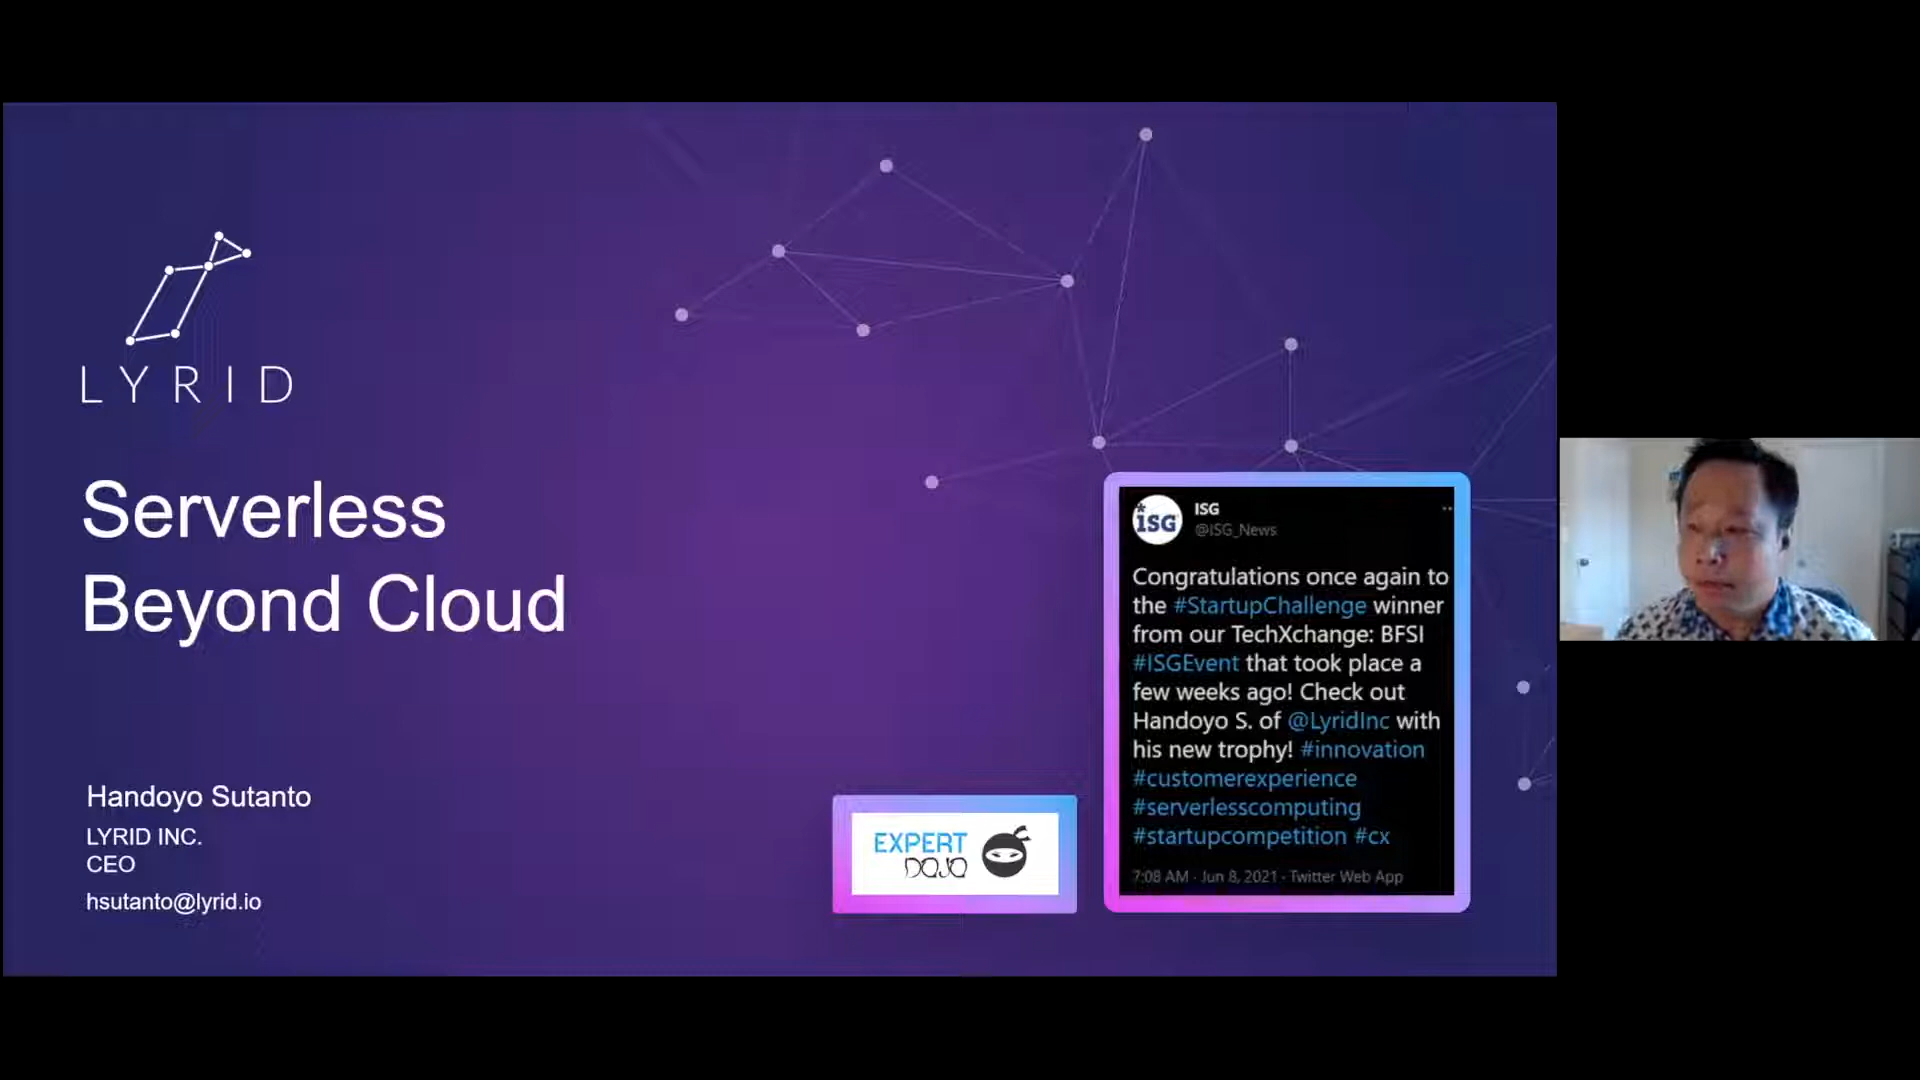 LYRID
Serverless
Beyond Cloud
Handoyo Sutanto
LYRID INC.
CEO
hsutanto@lyrid.io
EXPERT
DOJO
iSG
ISG
@ISG_News
Congratulations once again to
the #StartupChallenge winner
from our TechXchange: BFSI
#ISGEvent that took place a
few weeks ago! Check out
Handoyo S. of @LyridInc with
his new trophy! #innovation
#customerexperience
#serverlesscomputing
#startupcompetition #cx
7:08 AM · Jun 8, 2021 · Twitter Web App